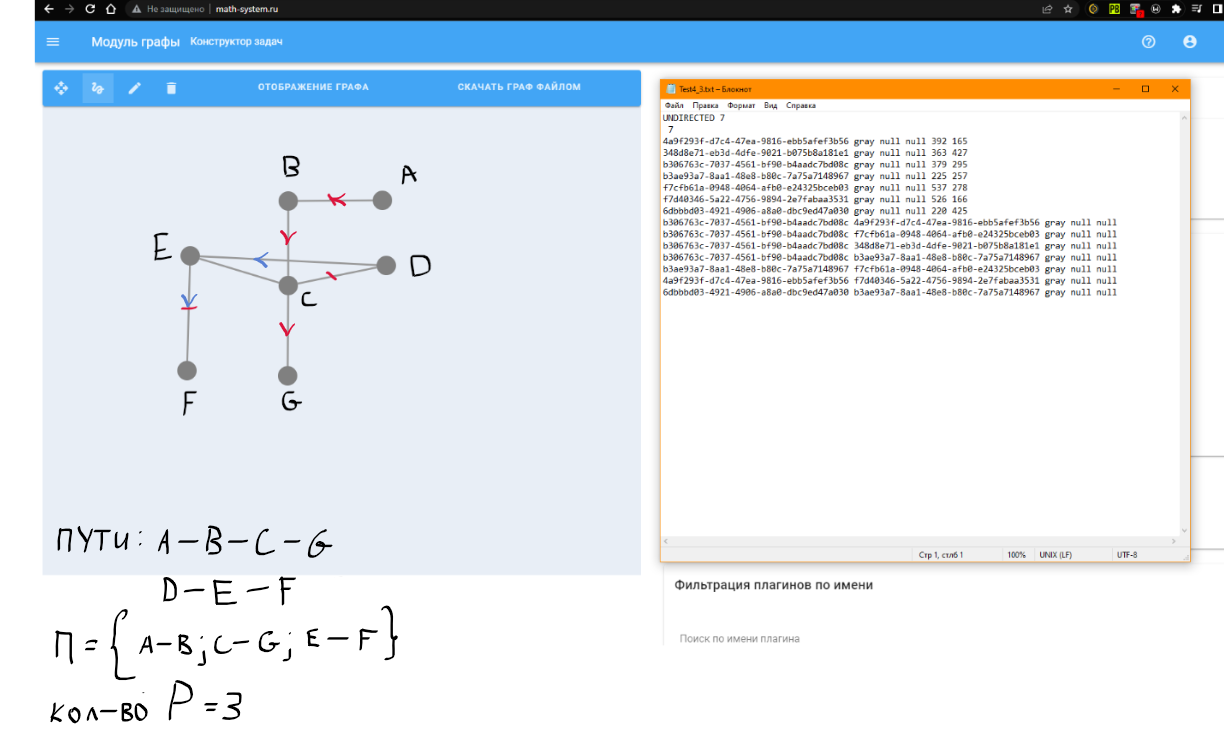 Не защищено | math-system.ru
Модуль графы Конструктор задач
ОТОБРАЖЕНИЕ ГРАФА СКАЧАТЬ ГРАФ ФАЙЛОМ
B
A
E
D
C
F
G
ПУТИ: A-B-C-G
D-E-F
П={A-B; C-G; E-F}
КОЛ-ВО P=3
Test4_3.txt – Блокнот
Файл Правка Формат Вид Справка
UNDIRECTED 7
7
4a9f293f-d7c4-47ea-9816-ebb5afef3b56 gray null null 392 165
348d8e71-eb3d-4dfe-9021-b075b8a181e1 gray null null 363 427
b306763c-7037-4561-bf90-b4aadc7bd08c gray null null 379 295
b3ae93a7-8aa1-48e8-b80c-7a75a7148967 gray null null 225 257
f7cfb61a-0948-4064-afb0-e24325bceb03 gray null null 537 278
f7d40346-5a22-4756-9894-2e7fabaa3531 gray null null 526 166
6dbbbd03-4921-4906-a8a0-dbc9ed47a030 gray null null 220 425
b306763c-7037-4561-bf90-b4aadc7bd08c 4a9f293f-d7c4-47ea-9816-ebb5afef3b56 gray null null
b306763c-7037-4561-bf90-b4aadc7bd08c f7cfb61a-0948-4064-afb0-e24325bceb03 gray null null
b306763c-7037-4561-bf90-b4aadc7bd08c 348d8e71-eb3d-4dfe-9021-b075b8a181e1 gray null null
b306763c-7037-4561-bf90-b4aadc7bd08c b3ae93a7-8aa1-48e8-b80c-7a75a7148967 gray null null
b3ae93a7-8aa1-48e8-b80c-7a75a7148967 f7cfb61a-0948-4064-afb0-e24325bceb03 gray null null
4a9f293f-d7c4-47ea-9816-ebb5afef3b56 f7d40346-5a22-4756-9894-2e7fabaa3531 gray null null
6dbbbd03-4921-4906-a8a0-dbc9ed47a030 b3ae93a7-8aa1-48e8-b80c-7a75a7148967 gray null null
Стр 1, стлб 1 100% UNIX (LF) UTF-8
Фильтрация плагинов по имени
Поиск по имени плагина